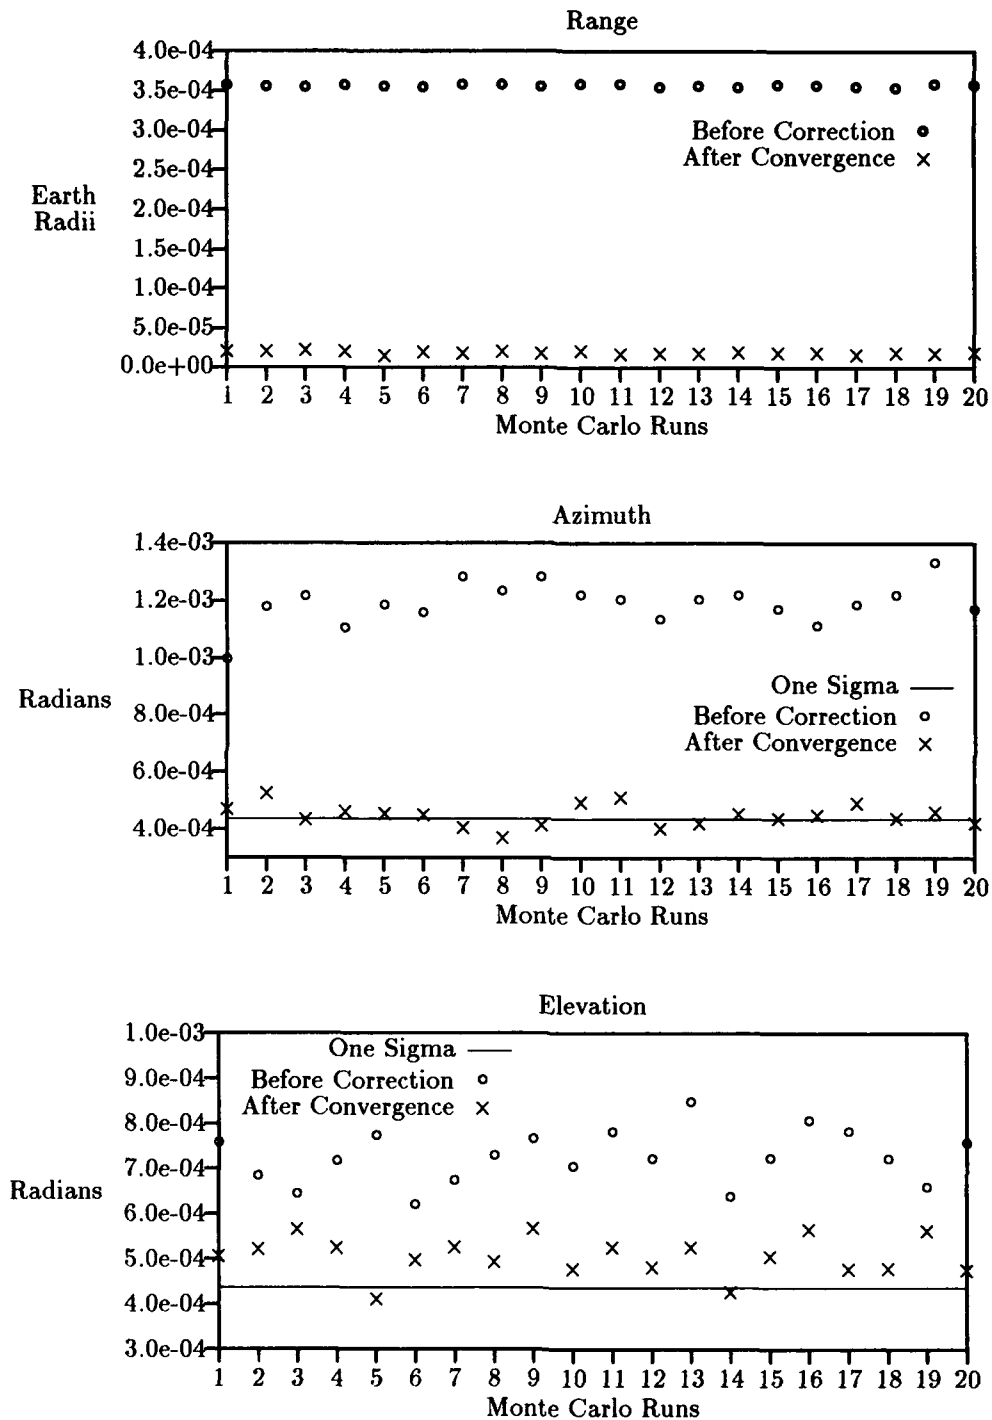 Range
4.0e-04
3.5e-04
3.0e-04
2.5e-04
2.0e-04
1.5e-04
1.0e-04
5.0e-05
0.0e+00
Earth
Radii
Before Correction
After Convergence
1 2 3 4 5 6 7 8 9 10 11 12 13 14 15 16 17 18 19 20
Monte Carlo Runs
Azimuth
1.4e-03
1.2e-03
1.0e-03
8.0e-04
6.0e-04
4.0e-04
Radians
One Sigma
Before Correction
After Convergence
1 2 3 4 5 6 7 8 9 10 11 12 13 14 15 16 17 18 19 20
Monte Carlo Runs
Elevation
1.0e-03
9.0e-04
8.0e-04
7.0e-04
6.0e-04
5.0e-04
4.0e-04
3.0e-04
Radians
One Sigma
Before Correction
After Convergence
1 2 3 4 5 6 7 8 9 10 11 12 13 14 15 16 17 18 19 20
Monte Carlo Runs